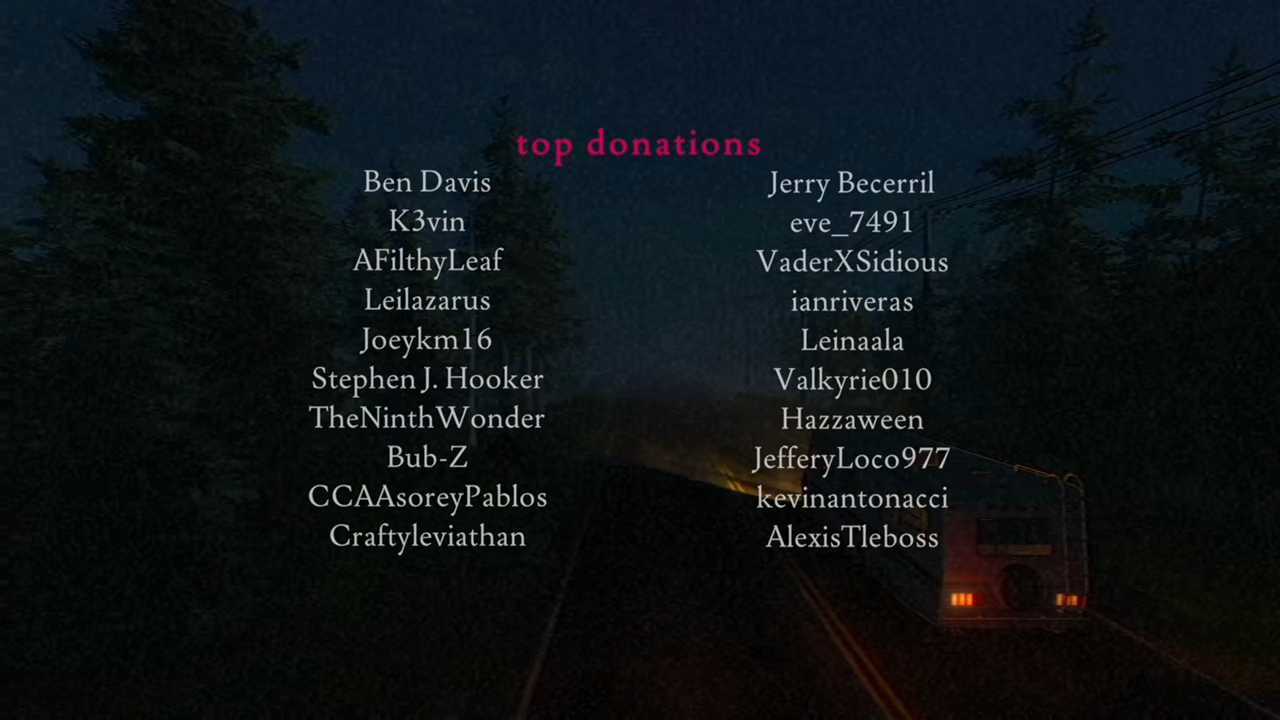 top donations
Ben Davis
K3vin
AFilthyLeaf
Leilazarus
Joeykm16
Stephen J. Hooker
TheNinthWonder
Bub-Z
CCAAsoreyPablos
Craftyleviathan
Jerry Becerril
eve_7491
VaderXSidious
ianriveras
Leinaala
Valkyrie010
Hazzaween
JefferyLoco977
kevinantonacci
AlexisTleboss